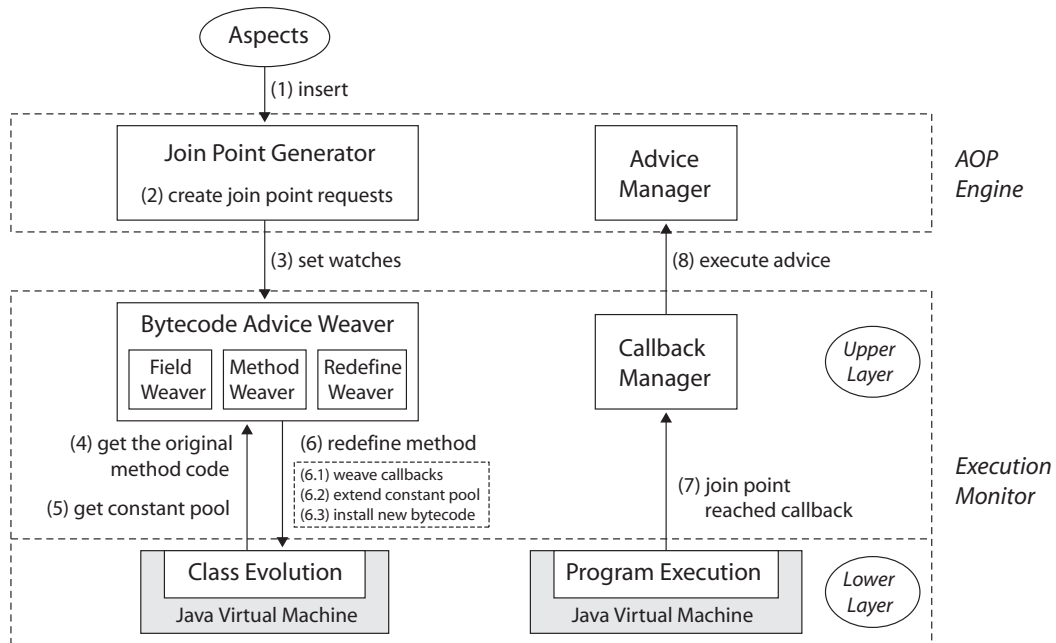 Aspects
(1) insert
Join Point Generator
(2) create join point requests
Advice
Manager
AOP
Engine
(3) set watches
(8) execute advice
Bytecode Advice Weaver
Field
Weaver
Method
Weaver
Redefine
Weaver
Callback
Manager
Upper
Layer
(4) get the original
method code
(5) get constant pool
(6) redefine method
(6.1) weave callbacks
(6.2) extend constant pool
(6.3) install new bytecode
(7) join point
reached callback
Execution
Monitor
Class Evolution
Java Virtual Machine
Program Execution
Java Virtual Machine
Lower
Layer